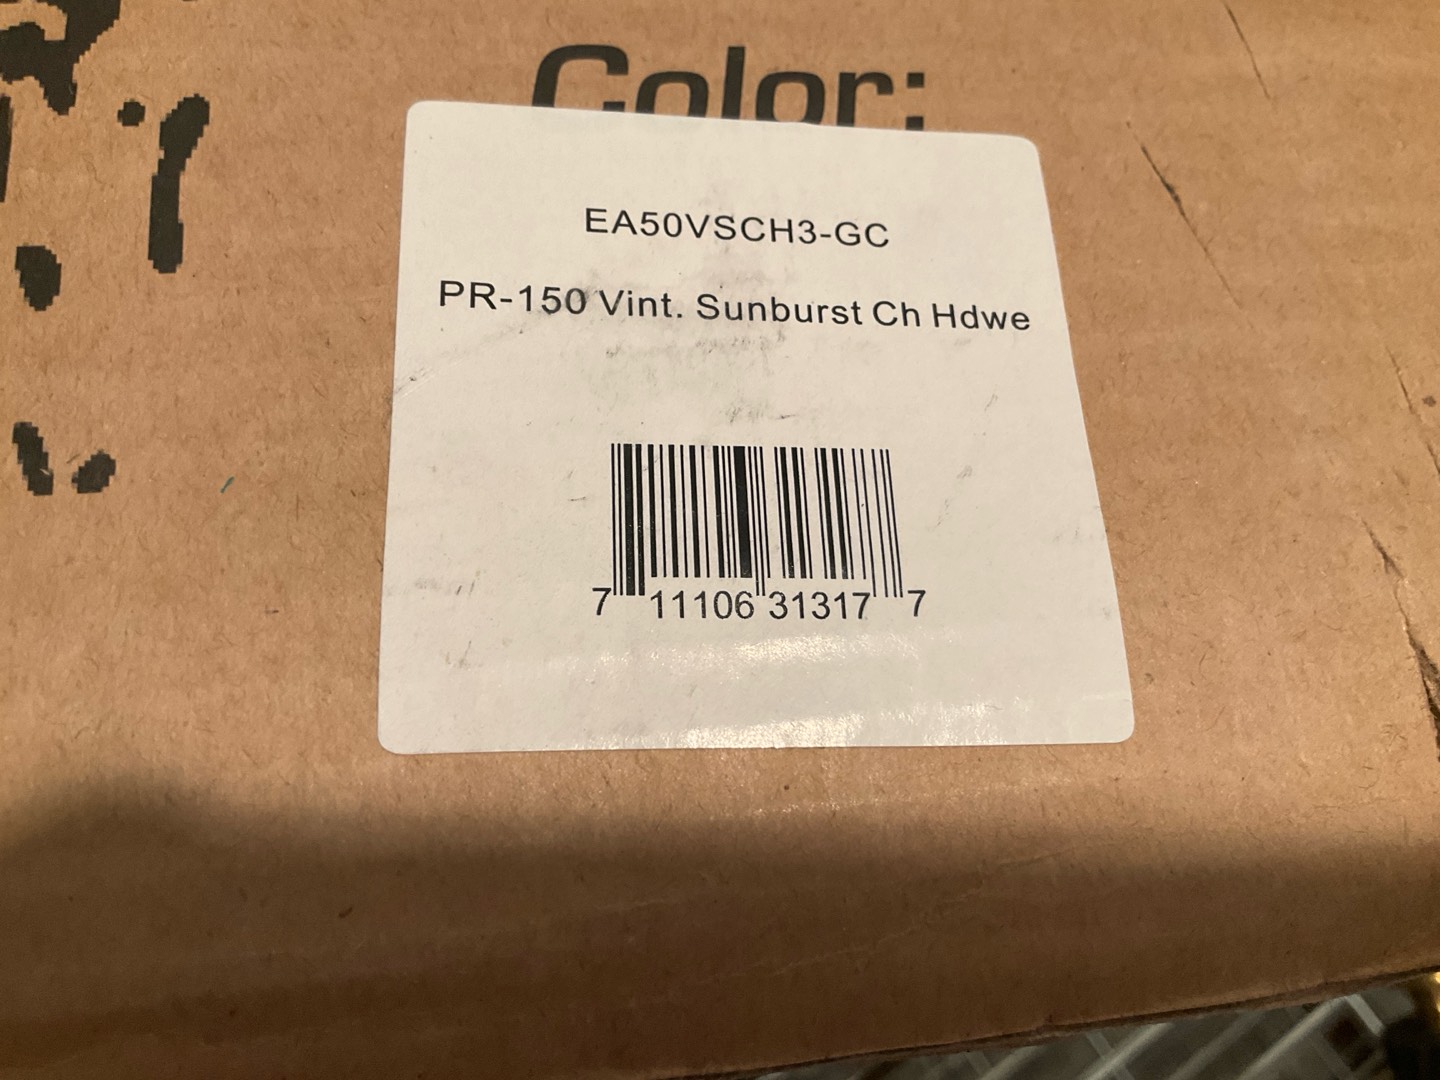 Color:
EA50VSCH3-GC
PR-150 Vint. Sunburst Ch Hdwe
7 11106 31317 7